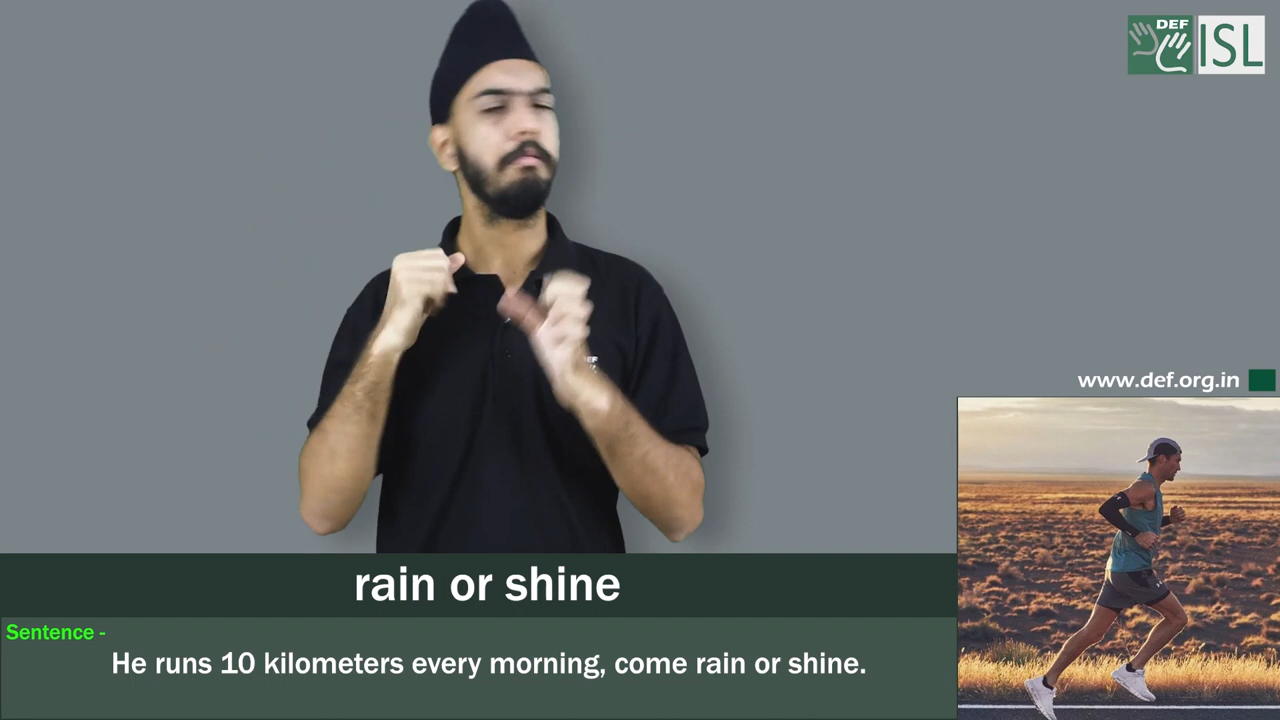 DEF
ISL
www.def.org.in
rain or shine
Sentence -
He runs 10 kilometers every morning, come rain or shine.